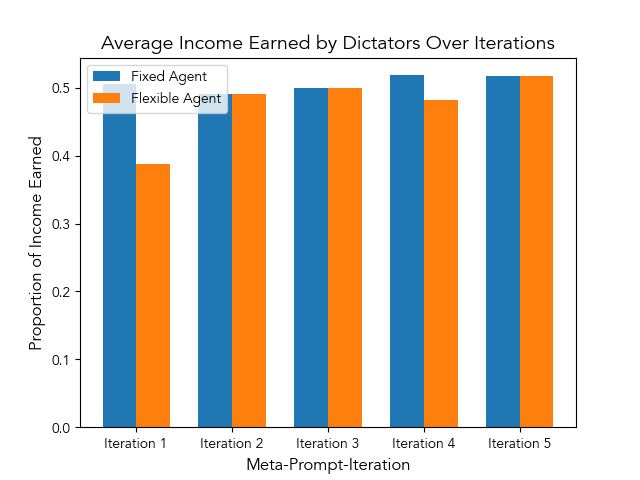 Average Income Earned by Dictators Over Iterations
Fixed Agent
Flexible Agent
Proportion of Income Earned
0.5
0.4
0.3
0.2
0.1
0.0
Iteration 1 Iteration 2 Iteration 3 Iteration 4 Iteration 5
Meta-Prompt-Iteration